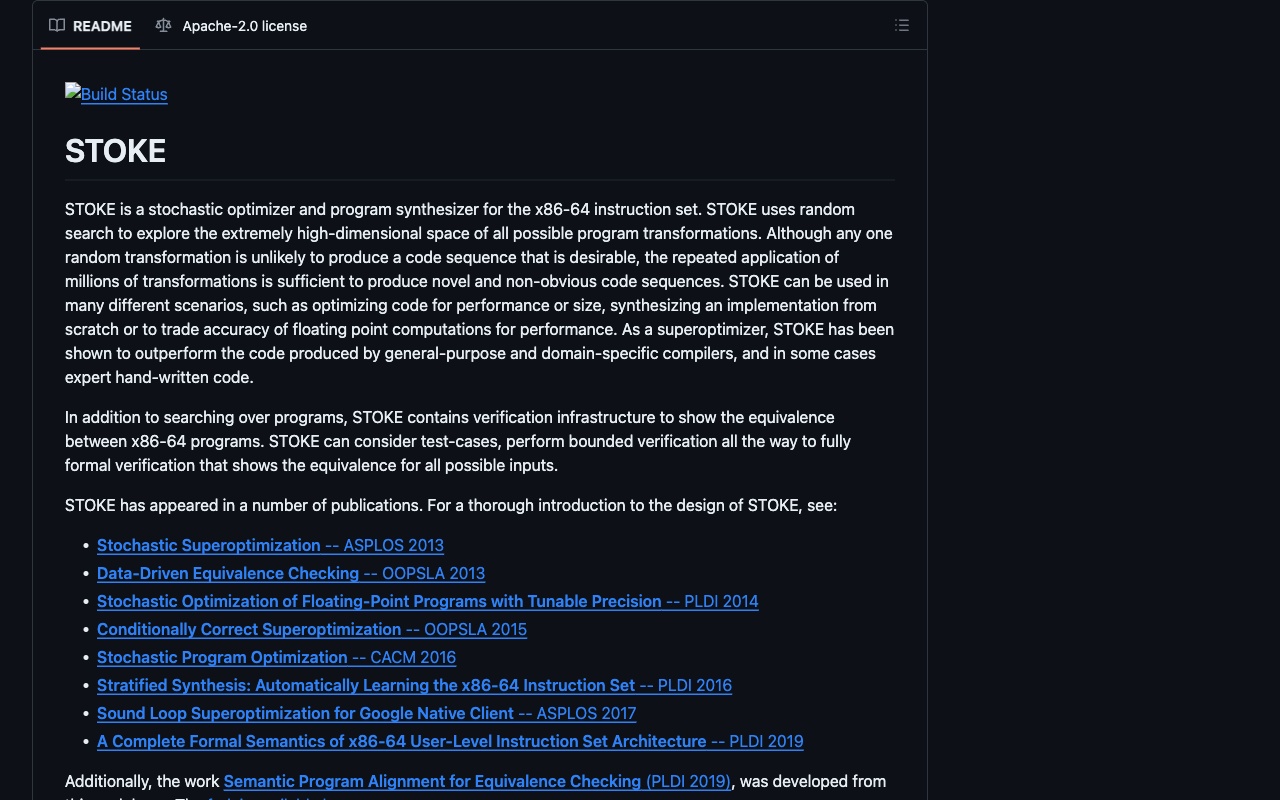 README Apache-2.0 license
Build Status
STOKE
STOKE is a stochastic optimizer and program synthesizer for the x86-64 instruction set. STOKE uses random
search to explore the extremely high-dimensional space of all possible program transformations. Although any one
random transformation is unlikely to produce a code sequence that is desirable, the repeated application of
millions of transformations is sufficient to produce novel and non-obvious code sequences. STOKE can be used in
many different scenarios, such as optimizing code for performance or size, synthesizing an implementation from
scratch or to trade accuracy of floating point computations for performance. As a superoptimizer, STOKE has been
shown to outperform the code produced by general-purpose and domain-specific compilers, and in some cases
expert hand-written code.
In addition to searching over programs, STOKE contains verification infrastructure to show the equivalence
between x86-64 programs. STOKE can consider test-cases, perform bounded verification all the way to fully
formal verification that shows the equivalence for all possible inputs.
STOKE has appeared in a number of publications. For a thorough introduction to the design of STOKE, see:
• Stochastic Superoptimization -- ASPLOS 2013
• Data-Driven Equivalence Checking -- OOPSLA 2013
• Stochastic Optimization of Floating-Point Programs with Tunable Precision -- PLDI 2014
• Conditionally Correct Superoptimization -- OOPSLA 2015
• Stochastic Program Optimization -- CACM 2016
• Stratified Synthesis: Automatically Learning the x86-64 Instruction Set -- PLDI 2016
• Sound Loop Superoptimization for Google Native Client -- ASPLOS 2017
• A Complete Formal Semantics of x86-64 User-Level Instruction Set Architecture -- PLDI 2019
Additionally, the work Semantic Program Alignment for Equivalence Checking (PLDI 2019), was developed from